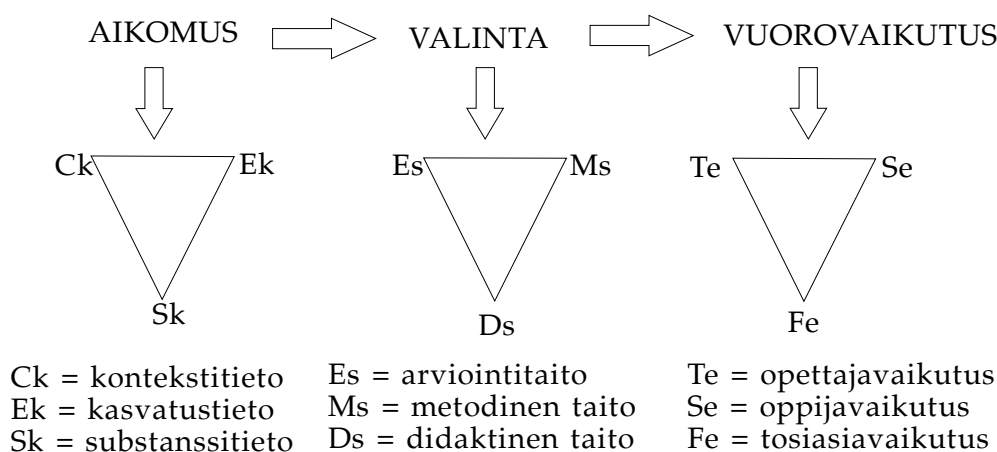 AIKOMUS VALINTA VUOROVAIKUTUS
Ck Ek Es Ms Te Se
Sk Ds Fe
Ck = kontekstitieto
Ek = kasvatustieto
Sk = substanssitieto
Es = arviointitaito
Ms = metodinen taito
Ds = didaktinen taito
Te = opettajavaikutus
Se = oppijavaikutus
Fe = tosiasiavaikutus